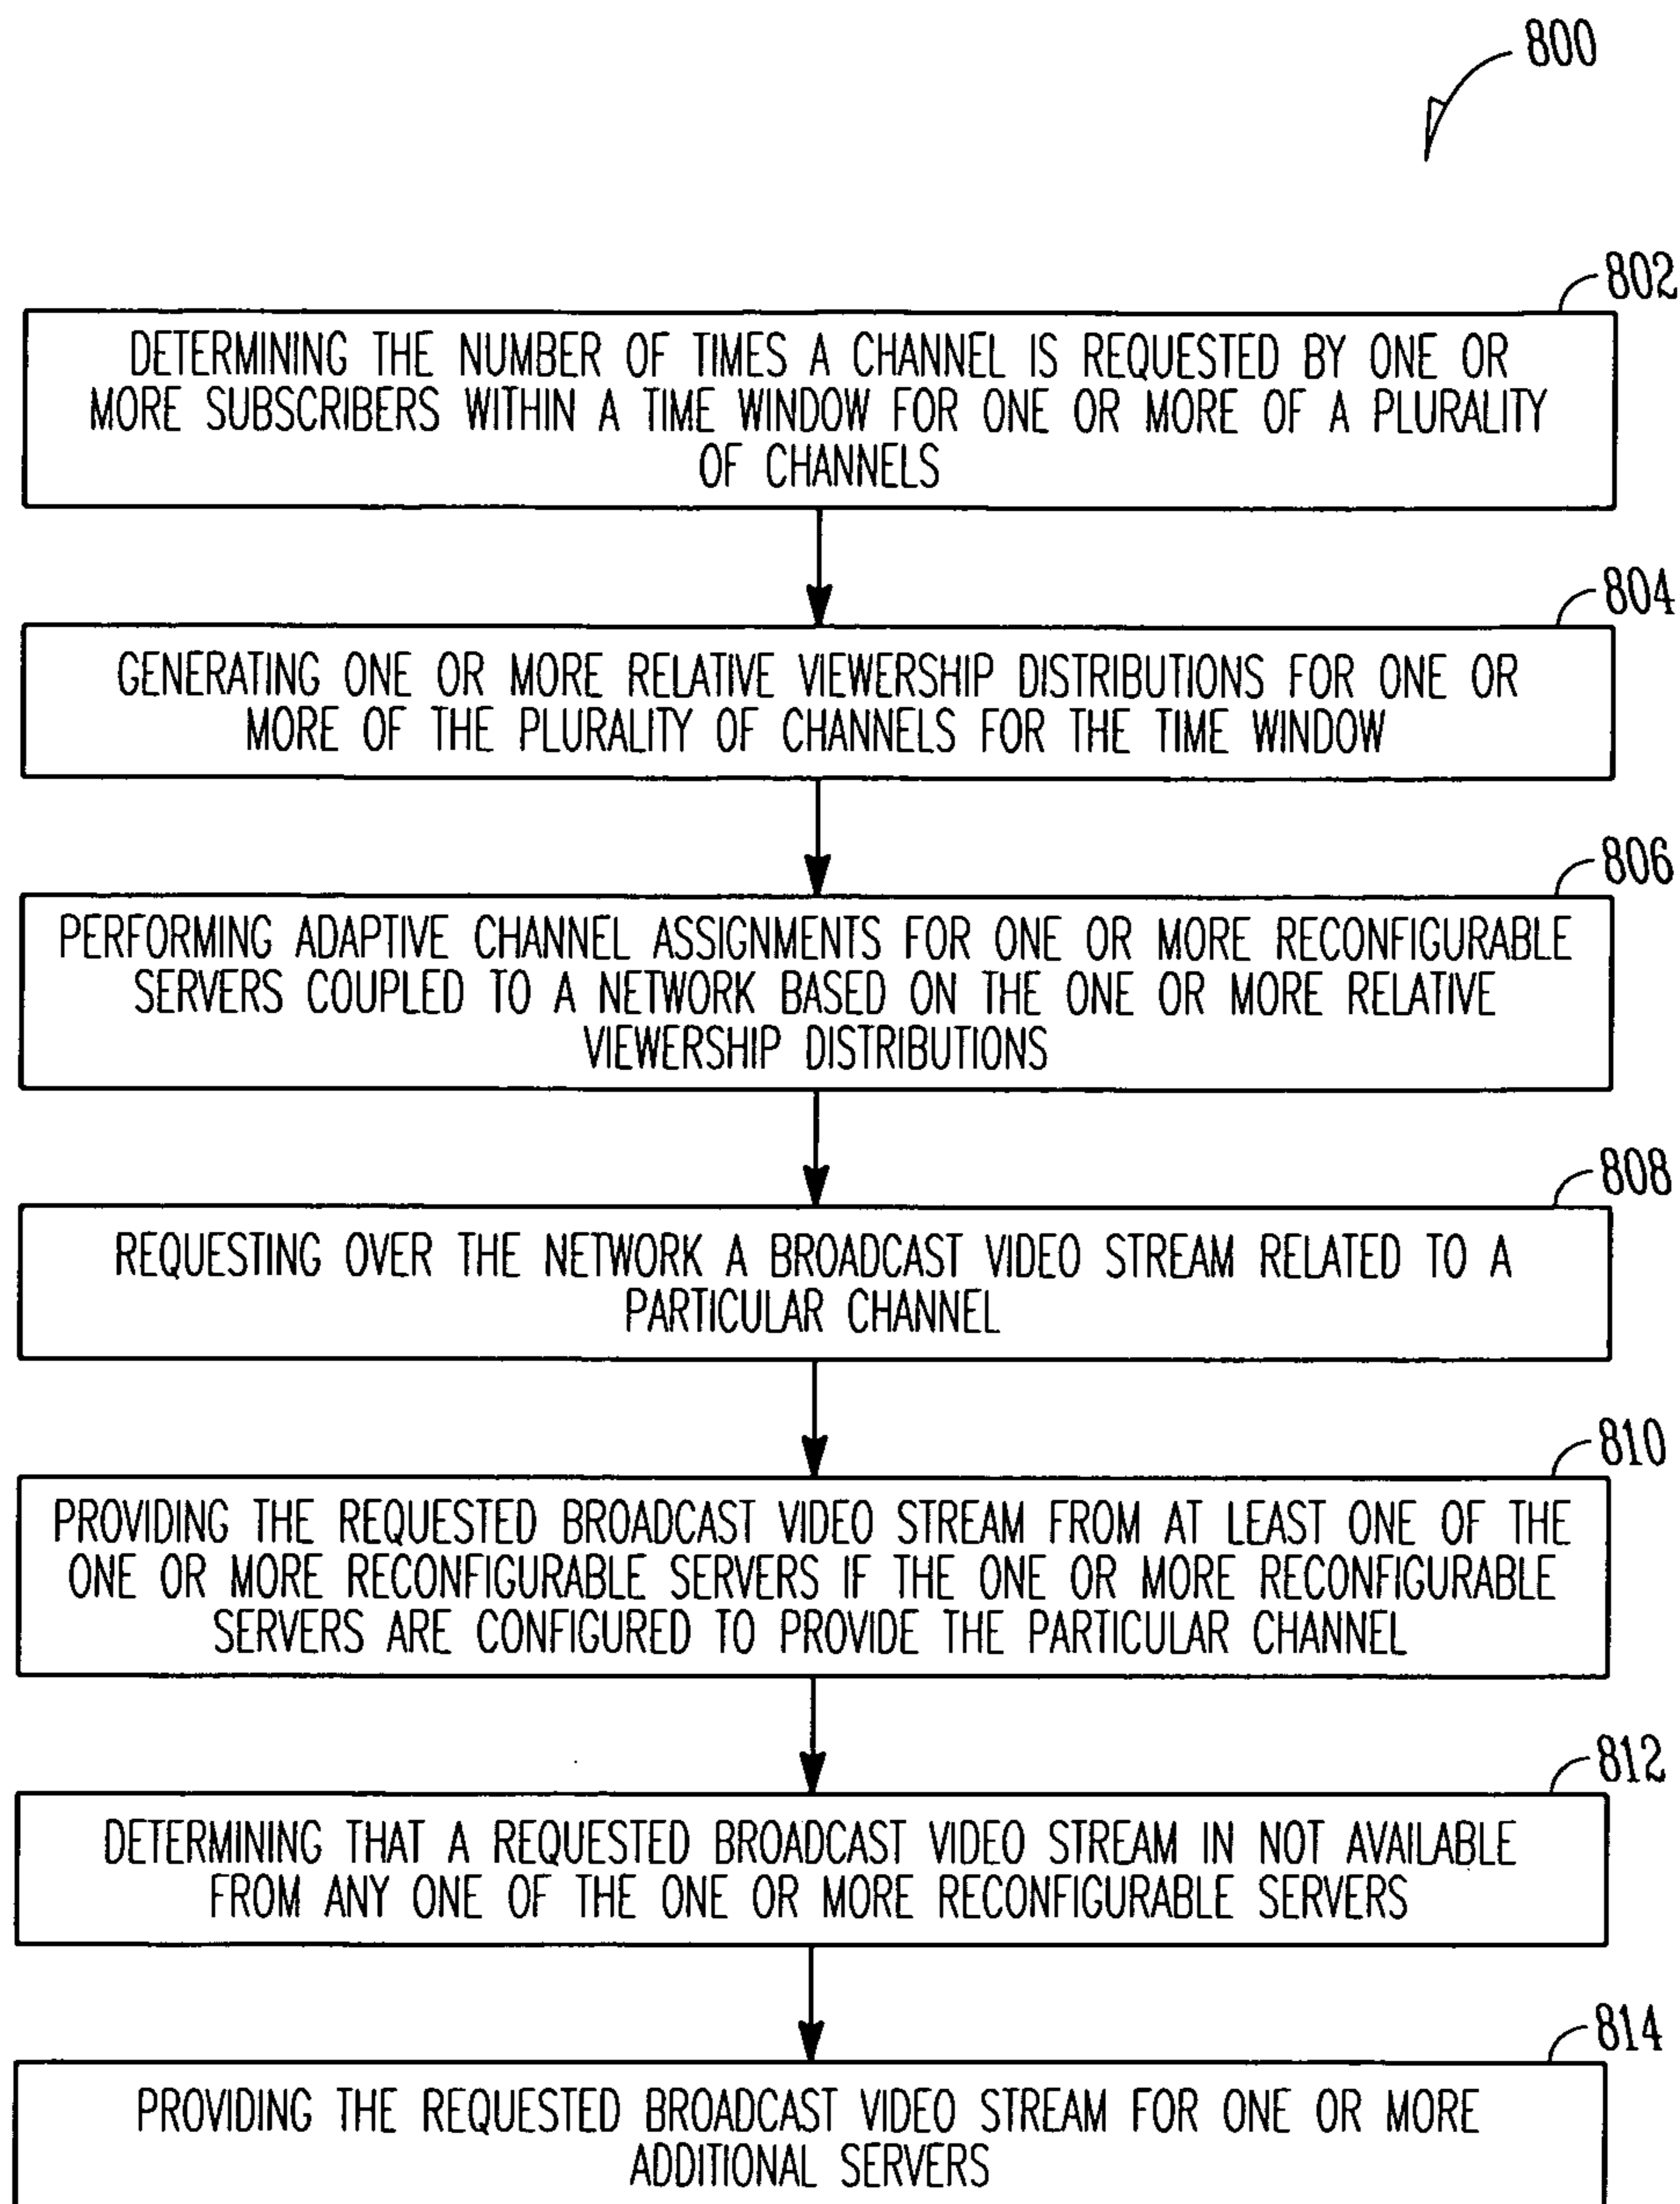 800
802
DETERMINING THE NUMBER OF TIMES A CHANNEL IS REQUESTED BY ONE OR
MORE SUBSCRIBERS WITHIN A TIME WINDOW FOR ONE OR MORE OF A PLURALITY
OF CHANNELS
804
GENERATING ONE OR MORE RELATIVE VIEWERSHIP DISTRIBUTIONS FOR ONE OR
MORE OF THE PLURALITY OF CHANNELS FOR THE TIME WINDOW
806
PERFORMING ADAPTIVE CHANNEL ASSIGNMENTS FOR ONE OR MORE RECONFIGURABLE
SERVERS COUPLED TO A NETWORK BASED ON THE ONE OR MORE RELATIVE
VIEWERSHIP DISTRIBUTIONS
808
REQUESTING OVER THE NETWORK A BROADCAST VIDEO STREAM RELATED TO A
PARTICULAR CHANNEL
810
PROVIDING THE REQUESTED BROADCAST VIDEO STREAM FROM AT LEAST ONE OF THE
ONE OR MORE RECONFIGURABLE SERVERS IF THE ONE OR MORE RECONFIGURABLE
SERVERS ARE CONFIGURED TO PROVIDE THE PARTICULAR CHANNEL
812
DETERMINING THAT A REQUESTED BROADCAST VIDEO STREAM IN NOT AVAILABLE
FROM ANY ONE OF THE ONE OR MORE RECONFIGURABLE SERVERS
814
PROVIDING THE REQUESTED BROADCAST VIDEO STREAM FOR ONE OR MORE
ADDITIONAL SERVERS